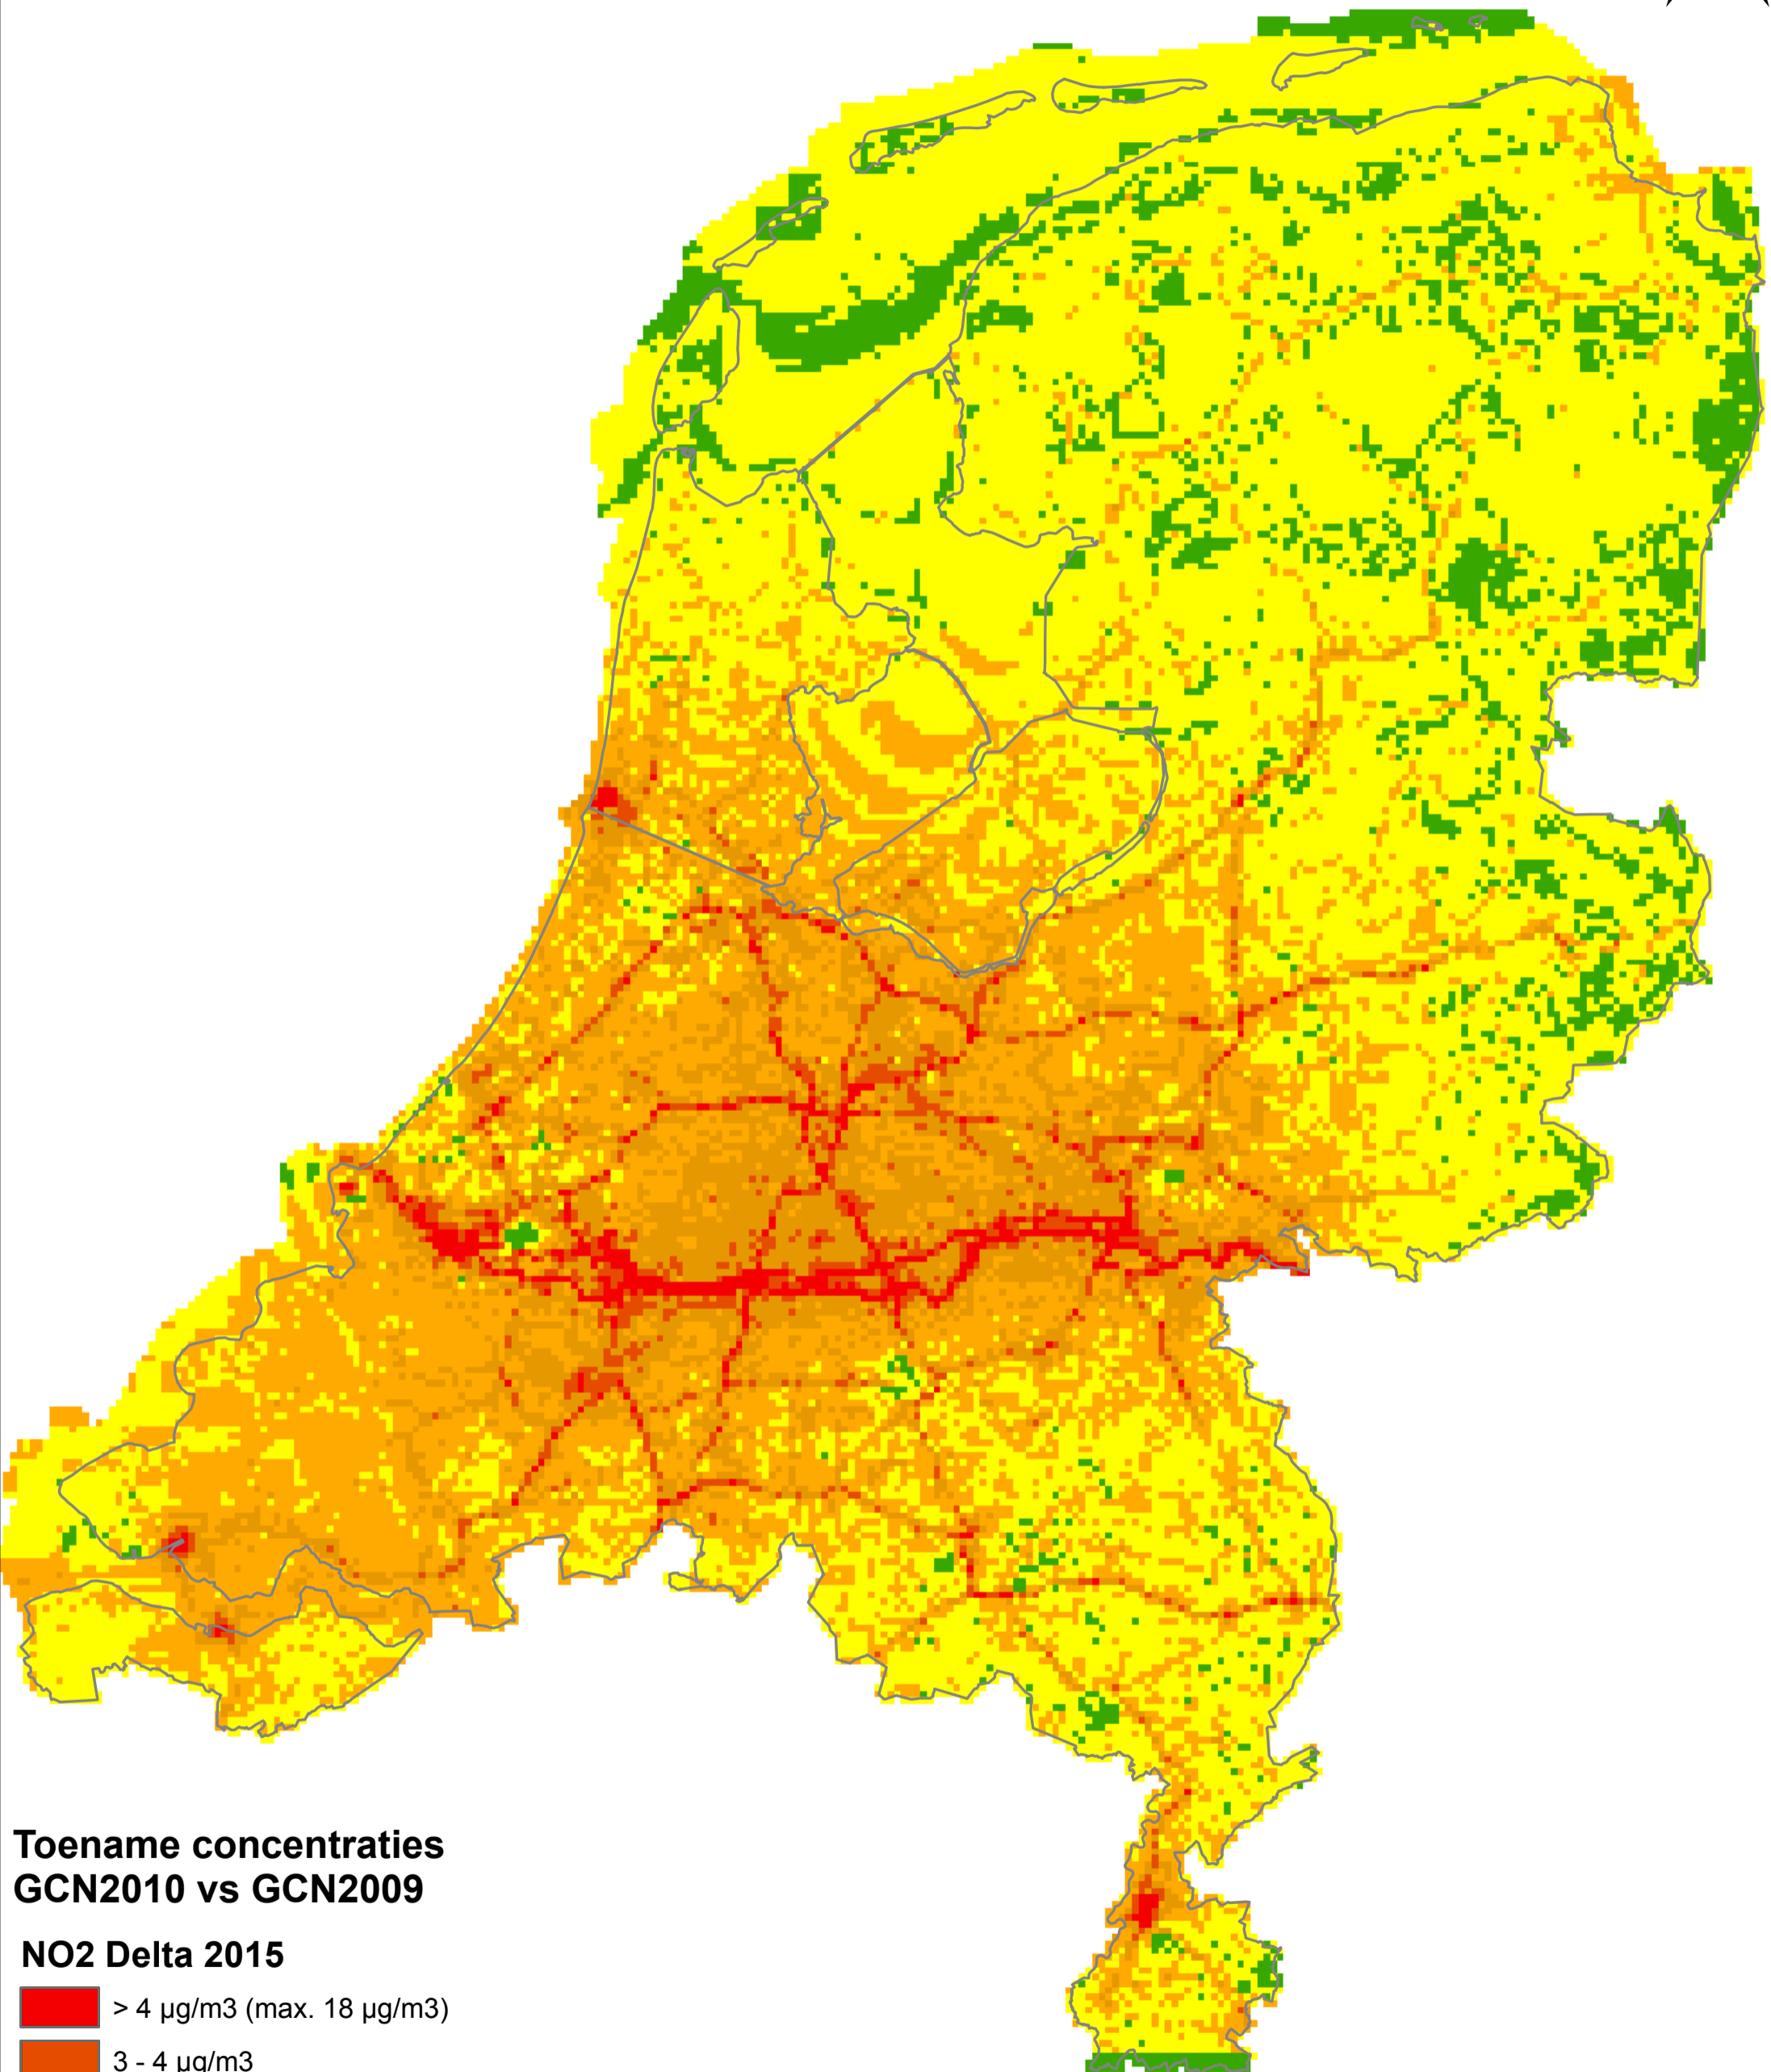 Toename concentraties
GCN2010 vs GCN2009
NO2 Delta 2015
> 4 µg/m3 (max. 18 µg/m3)
3 - 4 µg/m3